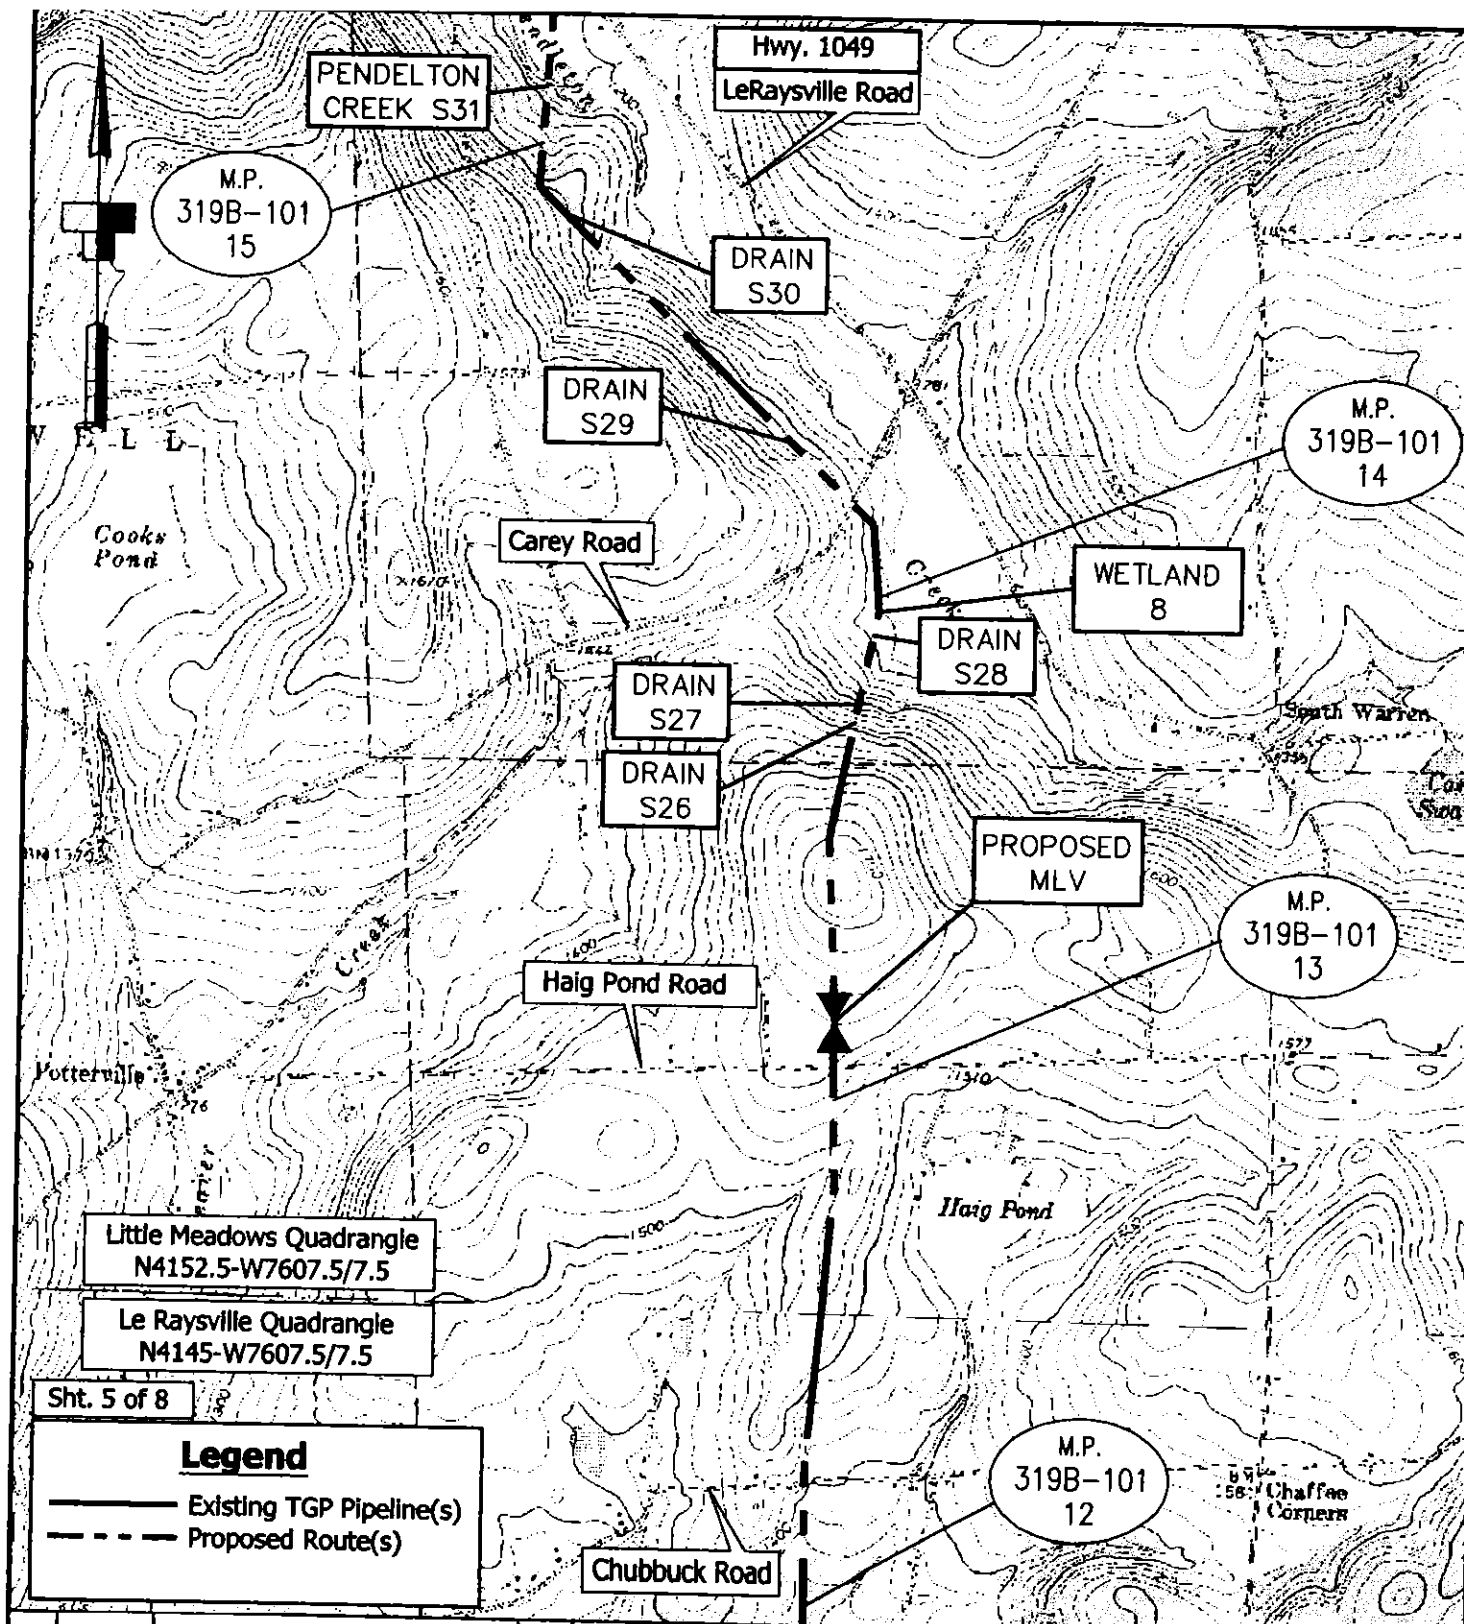 Hwy. 1049
LeRaysville Road
PENDELTON
CREEK S31
M.P.
319B-101
15
DRAIN
S30
DRAIN
S29
M.P.
319B-101
14
Cooks
Pond
Carey Road
WETLAND
8
DRAIN
S28
DRAIN
S27
South Warren
DRAIN
S26
PROPOSED
MLV
M.P.
319B-101
13
Creek
1600
Haig Pond Road
1577
Potterville
1310
Haig Pond
1500
Little Meadows Quadrangle
N4152.5-W7607.5/7.5
Le Raysville Quadrangle
N4145-W7607.5/7.5
Sht. 5 of 8
Legend
Existing TGP Pipeline(s)
Proposed Route(s)
M.P.
319B-101
12
Chaffee
Corners
Chubbuck Road